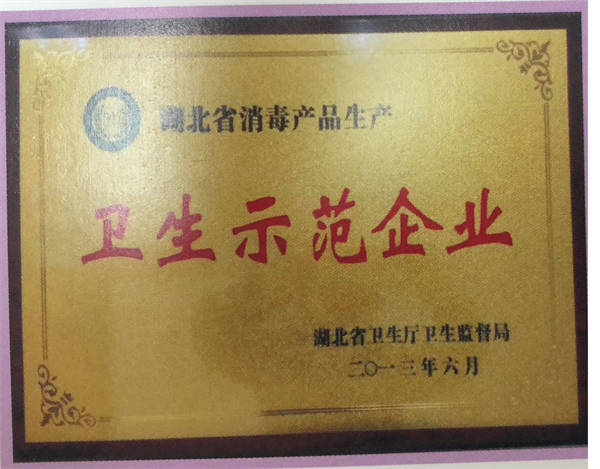 湖北省消毒产品生产
卫生示范企业
湖北省卫生厅卫生监督局
二〇一三年六月